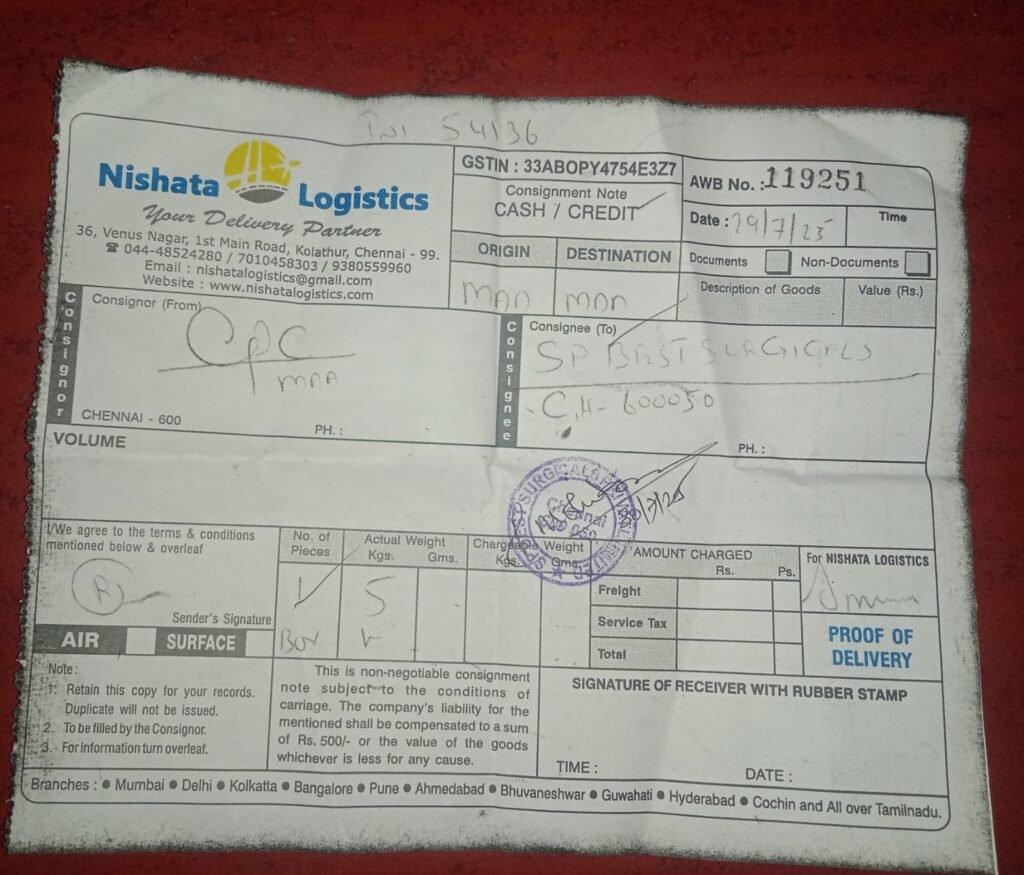 Inv. 54136
Nishata Logistics
Your Delivery Partner
36, Venus Nagar, 1st Main Road, Kolathur, Chennai - 99.
☎ 044-48524280 / 7010458303 / 9380559960
Email : nishatalogistics@gmail.com
Website : www.nishatalogistics.com
GSTIN : 33ABOPY4754E3Z7
Consignment Note
CASH / CREDIT
AWB No. : 119251
Date : 29/7/25
Time
ORIGIN
DESTINATION
MAA
MAA
Documents
Non-Documents
Description of Goods
Value (Rs.)
Consignor
Consignor (From)
CPC
MAA
CHENNAI - 600
PH. :
Consignee
Consignee (To)
SP BEST SURGICALS
CH- 600050
PH. :
VOLUME
Chennai
I/We agree to the terms & conditions
mentioned below & overleaf
Sender's Signature
AIR
SURFACE
No. of
Pieces
1
Box
Actual Weight
Kgs.
Gms.
5
Chargeable Weight
Kgs.
Gms.
AMOUNT CHARGED
Rs.
Ps.
Freight
Service Tax
Total
For NISHATA LOGISTICS
PROOF OF
DELIVERY
Note :
1. Retain this copy for your records.
Duplicate will not be issued.
2. To be filled by the Consignor.
3. For information turn overleaf.
This is non-negotiable consignment
note subject to the conditions of
carriage. The company's liability for the
mentioned shall be compensated to a sum
of Rs. 500/- or the value of the goods
whichever is less for any cause.
SIGNATURE OF RECEIVER WITH RUBBER STAMP
TIME :
DATE :
Branches : ● Mumbai ● Delhi ● Kolkatta ● Bangalore ● Pune ● Ahmedabad ● Bhuvaneshwar ● Guwahati ● Hyderabad ● Cochin and All over Tamilnadu.